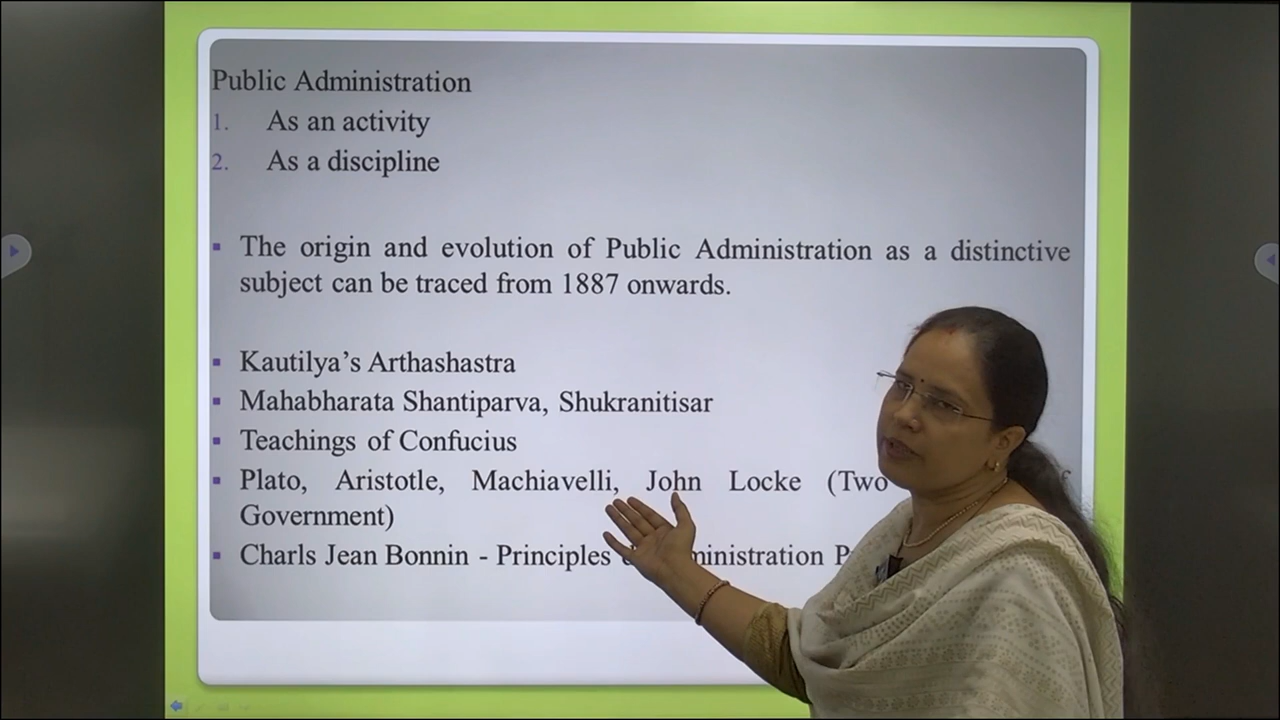 Public Administration
1. As an activity
2. As a discipline
▪ The origin and evolution of Public Administration as a distinctive
subject can be traced from 1887 onwards.
▪ Kautilya’s Arthashastra
▪ Mahabharata Shantiparva, Shukranitisar
▪ Teachings of Confucius
▪ Plato, Aristotle, Machiavelli, John Locke (Two
Government)
▪ Charls Jean Bonnin - Principles